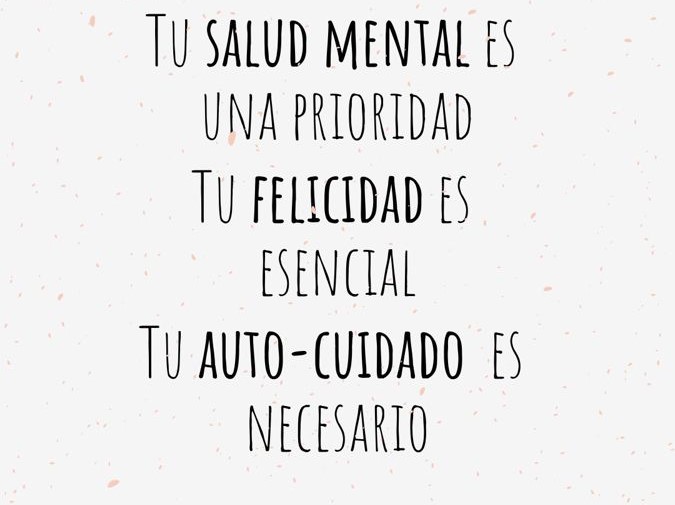 Tu salud mental es
una prioridad
Tu felicidad es
esencial
Tu auto-cuidado es
necesario